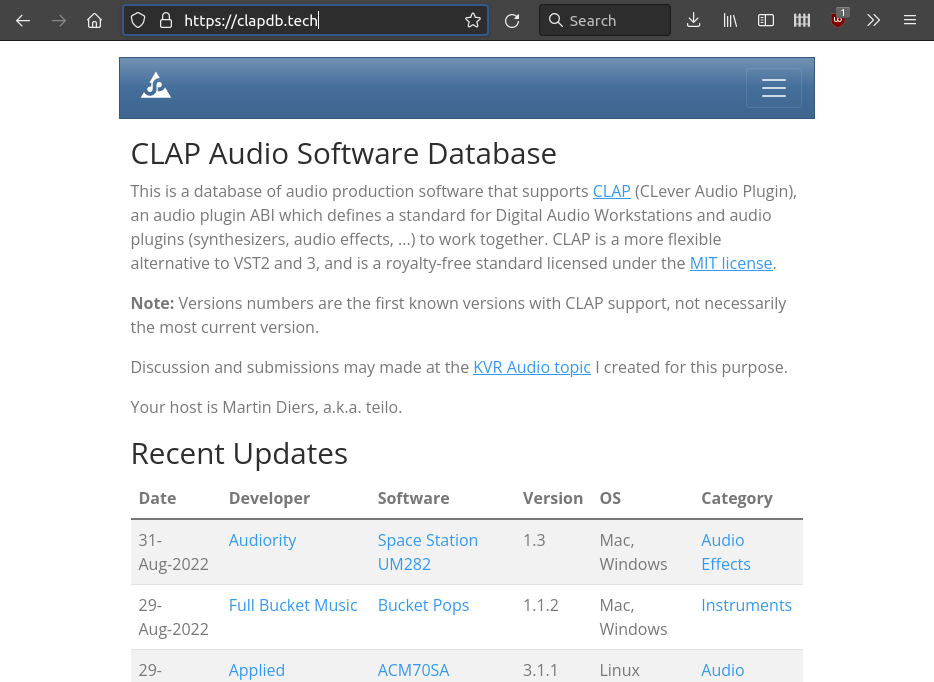 https://clapdb.tech
Search
1
CLAP Audio Software Database
This is a database of audio production software that supports CLAP (CLever Audio Plugin),
an audio plugin ABI which defines a standard for Digital Audio Workstations and audio
plugins (synthesizers, audio effects, ...) to work together. CLAP is a more flexible
alternative to VST2 and 3, and is a royalty-free standard licensed under the MIT license.
Note: Versions numbers are the first known versions with CLAP support, not necessarily
the most current version.
Discussion and submissions may made at the KVR Audio topic I created for this purpose.
Your host is Martin Diers, a.k.a. teilo.
Recent Updates
Date Developer Software Version OS Category
31- Audiority Space Station 1.3 Mac, Audio
Aug-2022 UM282 Windows Effects
29- Full Bucket Music Bucket Pops 1.1.2 Mac, Instruments
Aug-2022 Windows
29- Applied ACM70SA 3.1.1 Linux Audio